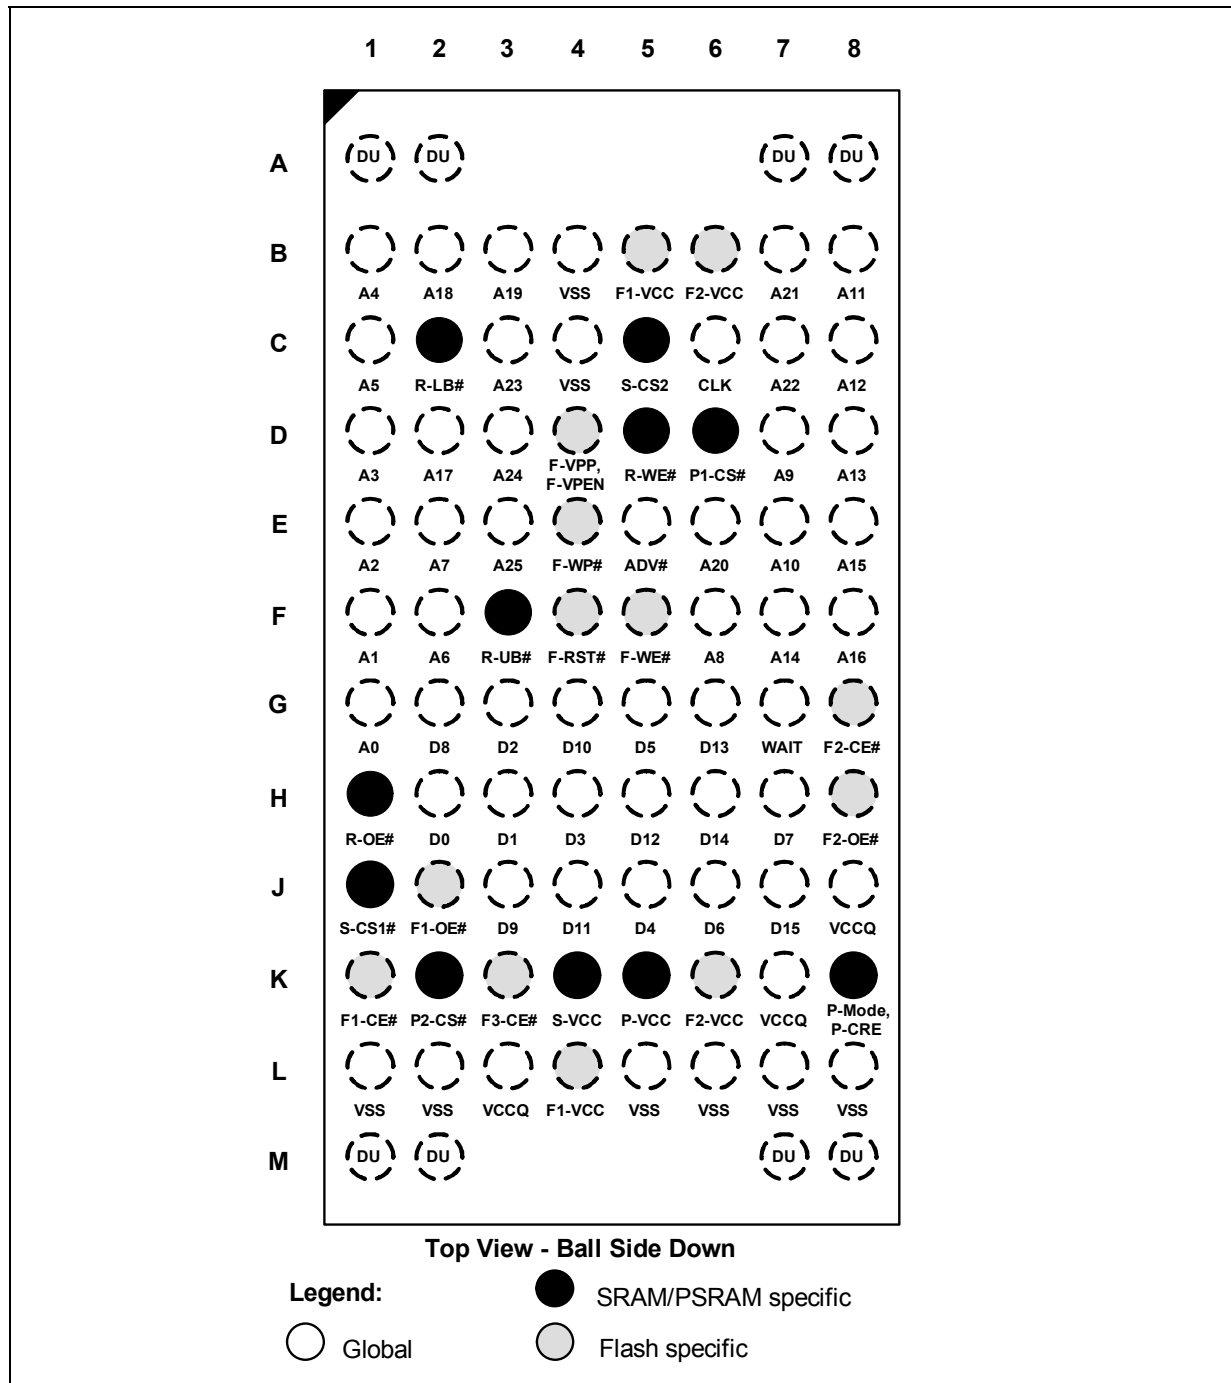 1 2 3 4 5 6 7 8
A DU DU DU DU
B
A4 A18 A19 VSS F1-VCC F2-VCC A21 A11
C
A5 R-LB# A23 VSS S-CS2 CLK A22 A12
D
A3 A17 A24 F-VPP, F-VPEN R-WE# P1-CS# A9 A13
E
A2 A7 A25 F-WP# ADV# A20 A10 A15
F
A1 A6 R-UB# F-RST# F-WE# A8 A14 A16
G
A0 D8 D2 D10 D5 D13 WAIT F2-CE#
H
R-OE# D0 D1 D3 D12 D14 D7 F2-OE#
J
S-CS1# F1-OE# D9 D11 D4 D6 D15 VCCQ
K
F1-CE# P2-CS# F3-CE# S-VCC P-VCC F2-VCC VCCQ P-Mode, P-CRE
L
VSS VSS VCCQ F1-VCC VSS VSS VSS VSS
M DU DU DU DU
Top View - Ball Side Down
Legend:
SRAM/PSRAM specific
Global
Flash specific